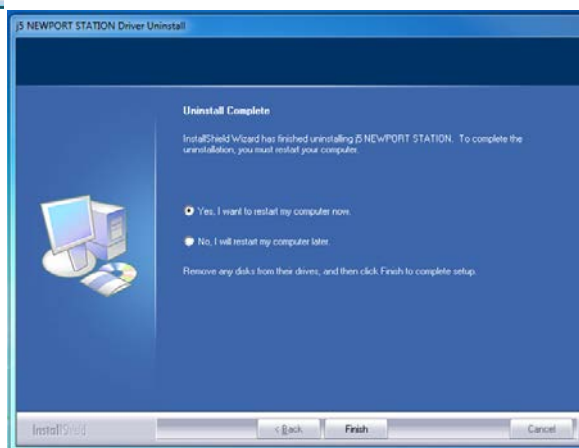 j5 NEWPORT STATION Driver Uninstall
Uninstall Complete
InstallShield Wizard has finished uninstalling j5 NEWPORT STATION. To complete the
uninstallation, you must restart your computer.
Yes, I want to restart my computer now.
No, I will restart my computer later.
Remove any disks from their drives, and then click Finish to complete setup.
InstallShield
< Back
Finish
Cancel